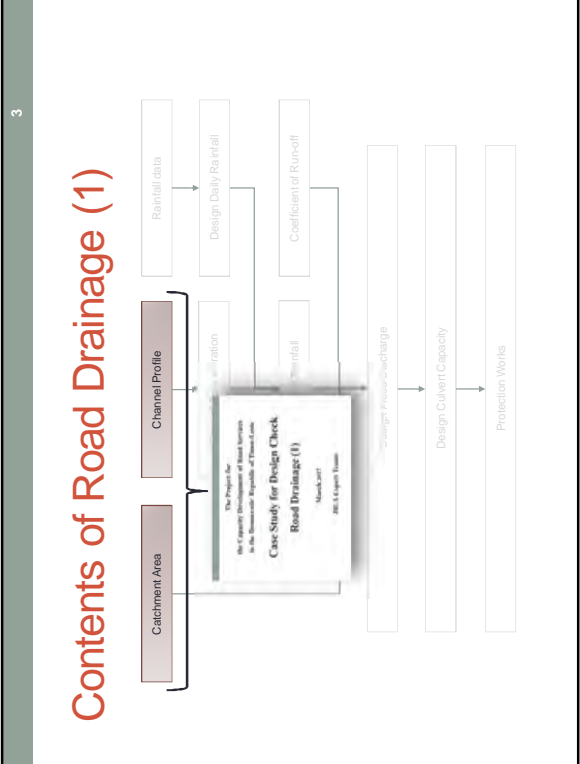 3
Contents of Road Drainage (1)
Catchment Area
Channel Profile
Rainfall data
Design Daily Rainfall
Coefficient of Run-off
The Project for
the Capacity Development of Road Services
in the Democratic Republic of Timor-Leste
Case Study for Design Check
Road Drainage (1)
March 2017
JICA Expert Team
Design Culvert Capacity
Protection Works